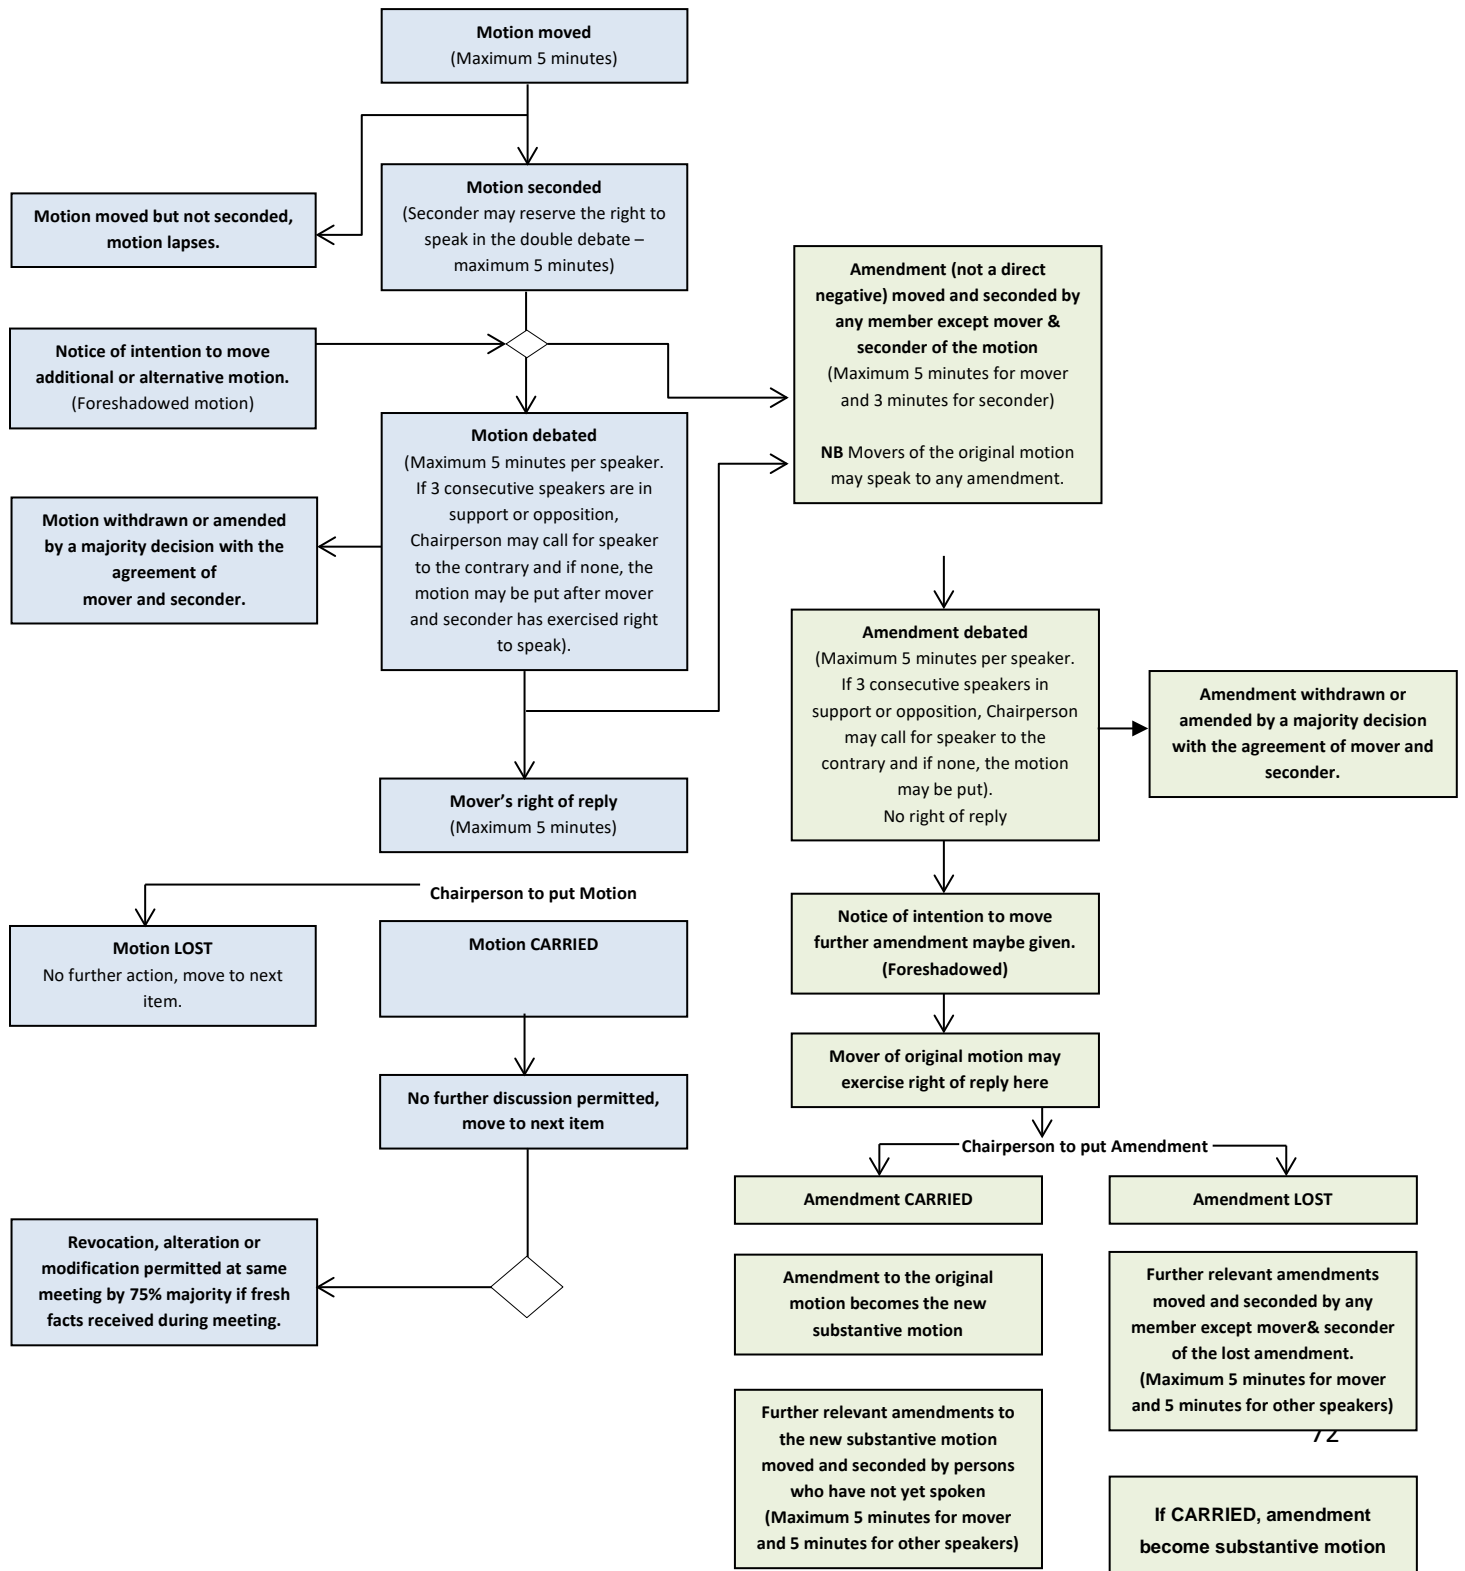 Motion moved
(Maximum 5 minutes)
Motion seconded
(Seconder may reserve the right to
speak in the double debate –
maximum 5 minutes)
Motion moved but not seconded,
motion lapses.
Notice of intention to move
additional or alternative motion.
(Foreshadowed motion)
Motion debated
(Maximum 5 minutes per speaker.
If 3 consecutive speakers are in
support or opposition,
Chairperson may call for speaker
to the contrary and if none, the
motion may be put after mover
and seconder has exercised right
to speak).
Motion withdrawn or amended
by a majority decision with the
agreement of
mover and seconder.
Mover’s right of reply
(Maximum 5 minutes)
Chairperson to put Motion
Motion LOST
No further action, move to next
item.
Motion CARRIED
No further discussion permitted,
move to next item
Revocation, alteration or
modification permitted at same
meeting by 75% majority if fresh
facts received during meeting.
Amendment (not a direct
negative) moved and seconded by
any member except mover &
seconder of the motion
(Maximum 5 minutes for mover
and 3 minutes for seconder)
NB Movers of the original motion
may speak to any amendment.
Amendment debated
(Maximum 5 minutes per speaker.
If 3 consecutive speakers in
support or opposition, Chairperson
may call for speaker to the
contrary and if none, the motion
may be put).
No right of reply
Amendment withdrawn or
amended by a majority decision
with the agreement of mover and
seconder.
Notice of intention to move
further amendment maybe given.
(Foreshadowed)
Mover of original motion may
exercise right of reply here
Chairperson to put Amendment
Amendment CARRIED
Amendment to the original
motion becomes the new
substantive motion
Further relevant amendments to
the new substantive motion
moved and seconded by persons
who have not yet spoken
(Maximum 5 minutes for mover
and 5 minutes for other speakers)
Amendment LOST
Further relevant amendments
moved and seconded by any
member except mover& seconder
of the lost amendment.
(Maximum 5 minutes for mover
and 5 minutes for other speakers)
72
If CARRIED, amendment
become substantive motion